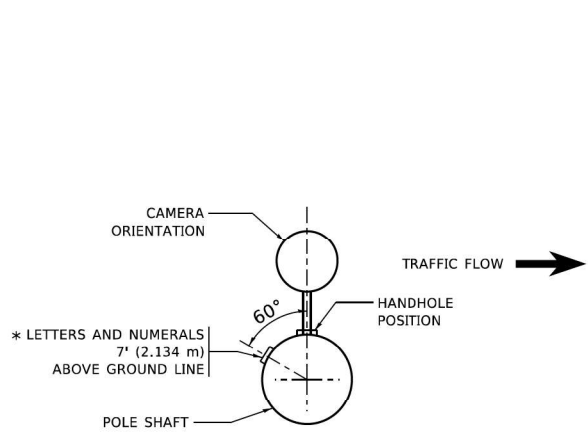 CAMERA
ORIENTATION
TRAFFIC FLOW
60°
HANDHOLE
POSITION
* LETTERS AND NUMERALS
7' (2.134 m)
ABOVE GROUND LINE
POLE SHAFT